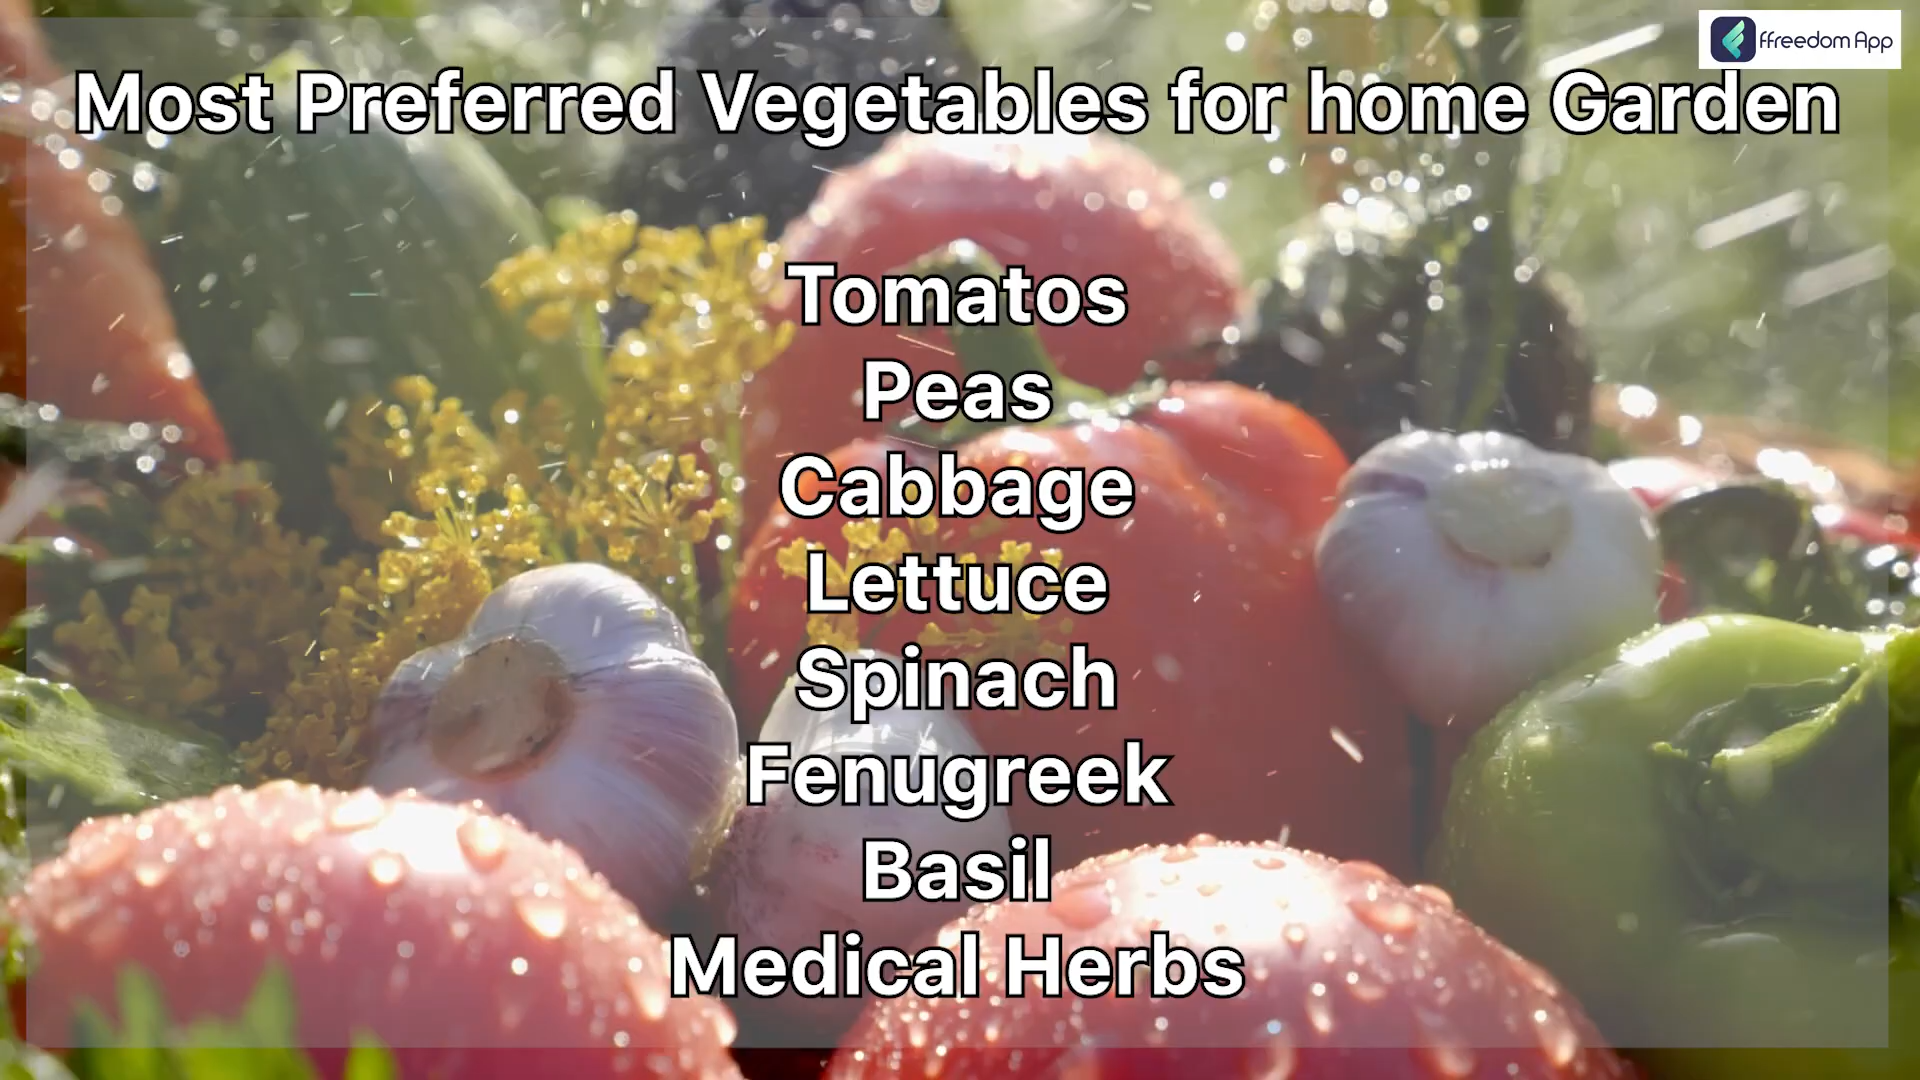 ffreedom App
Most Preferred Vegetables for home Garden
Tomatos
Peas
Cabbage
Lettuce
Spinach
Fenugreek
Basil
Medical Herbs